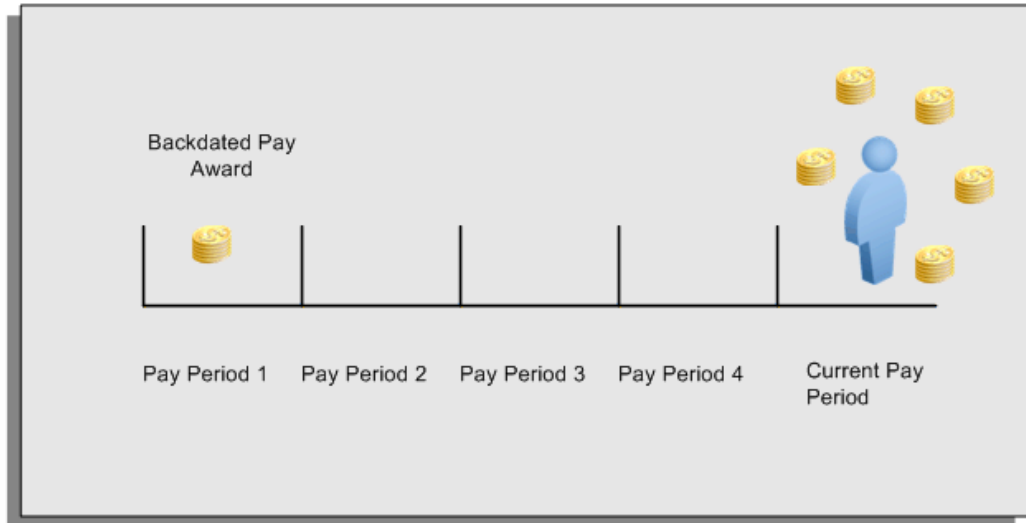 Backdated Pay
Award
Pay Period 1
Pay Period 2
Pay Period 3
Pay Period 4
Current Pay
Period